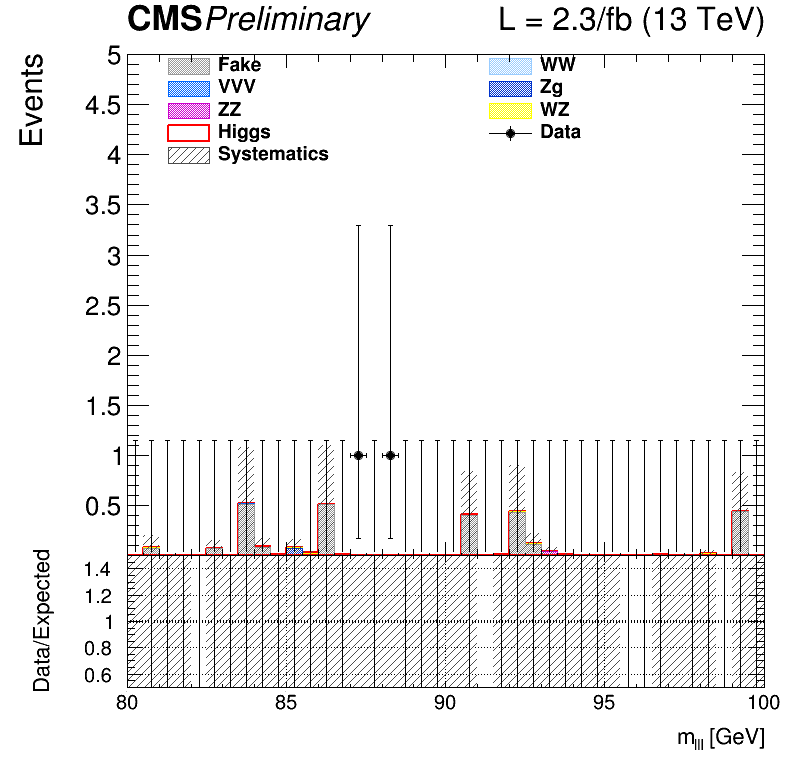 CMS Preliminary L = 2.3/fb (13 TeV)
Events
5
4.5
4
3.5
3
2.5
2
1.5
1
0.5
Fake WW
VVV Zg
ZZ WZ
Higgs Data
Systematics
Data/Expected
1.4
1.2
1
0.8
0.6
80 85 90 95 100
m_lll [GeV]